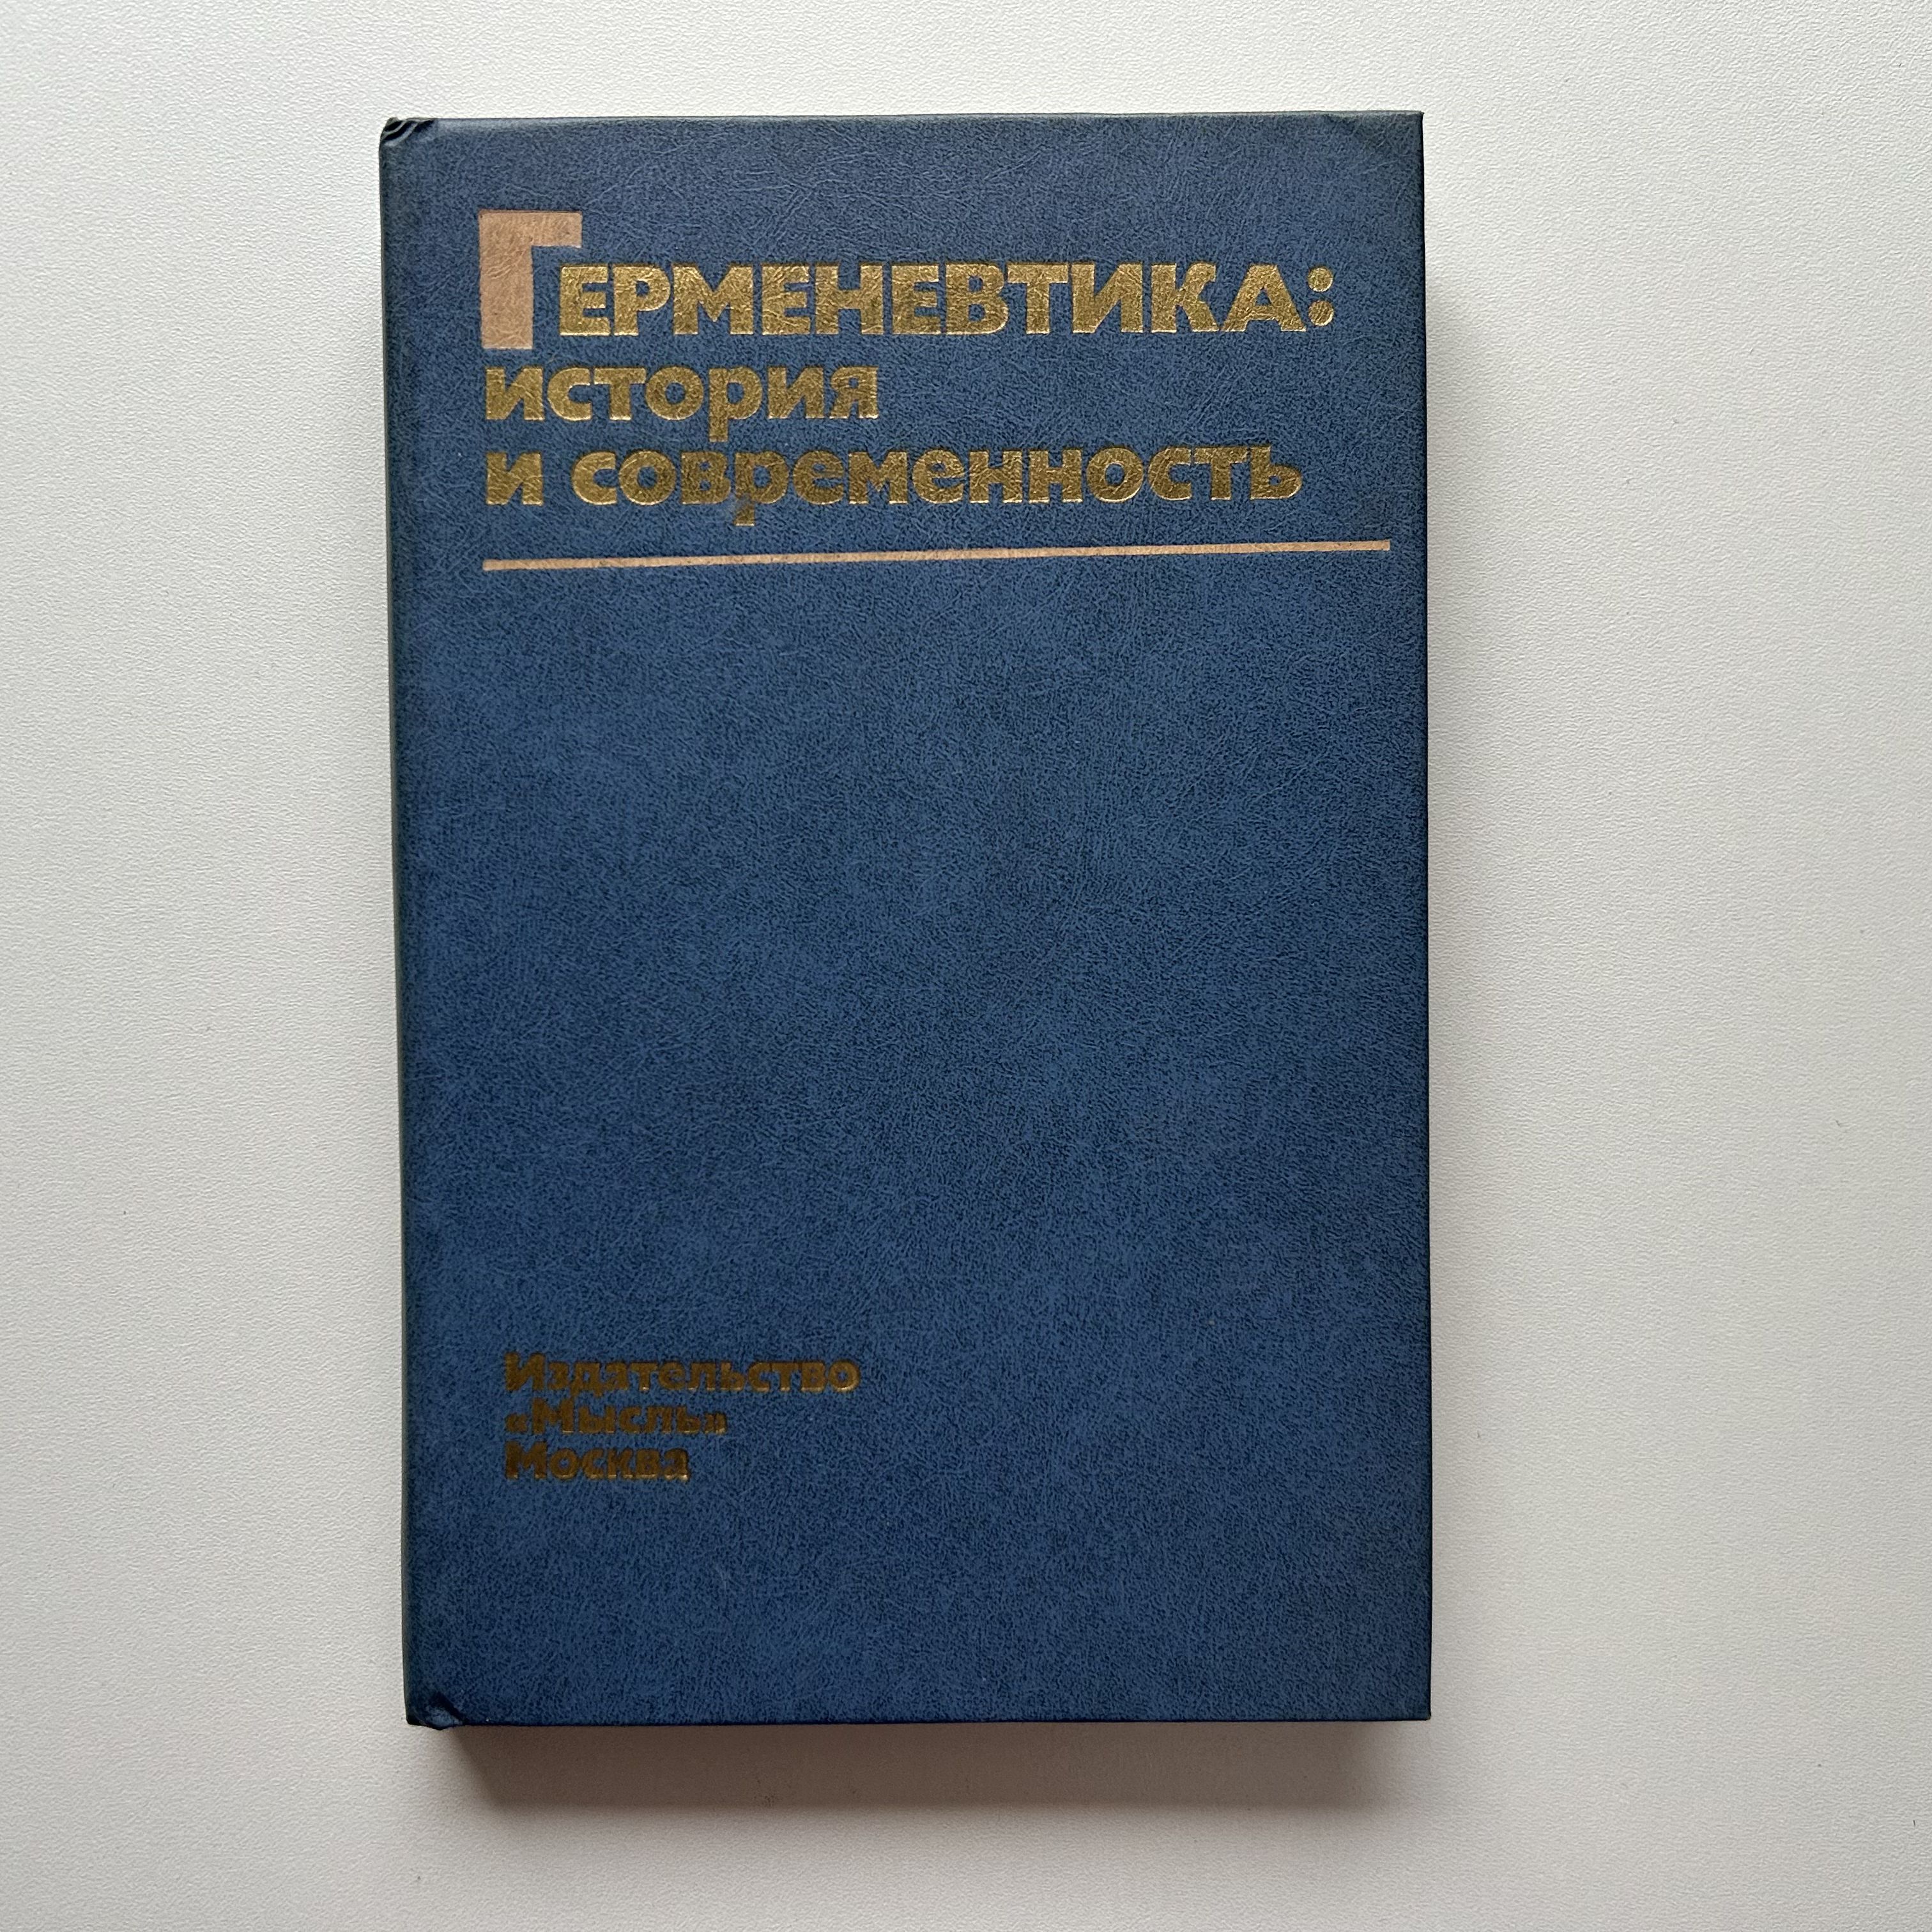 ГЕРМЕНЕВТИКА:
история
и современность
Издательство
«Мысль»
Москва